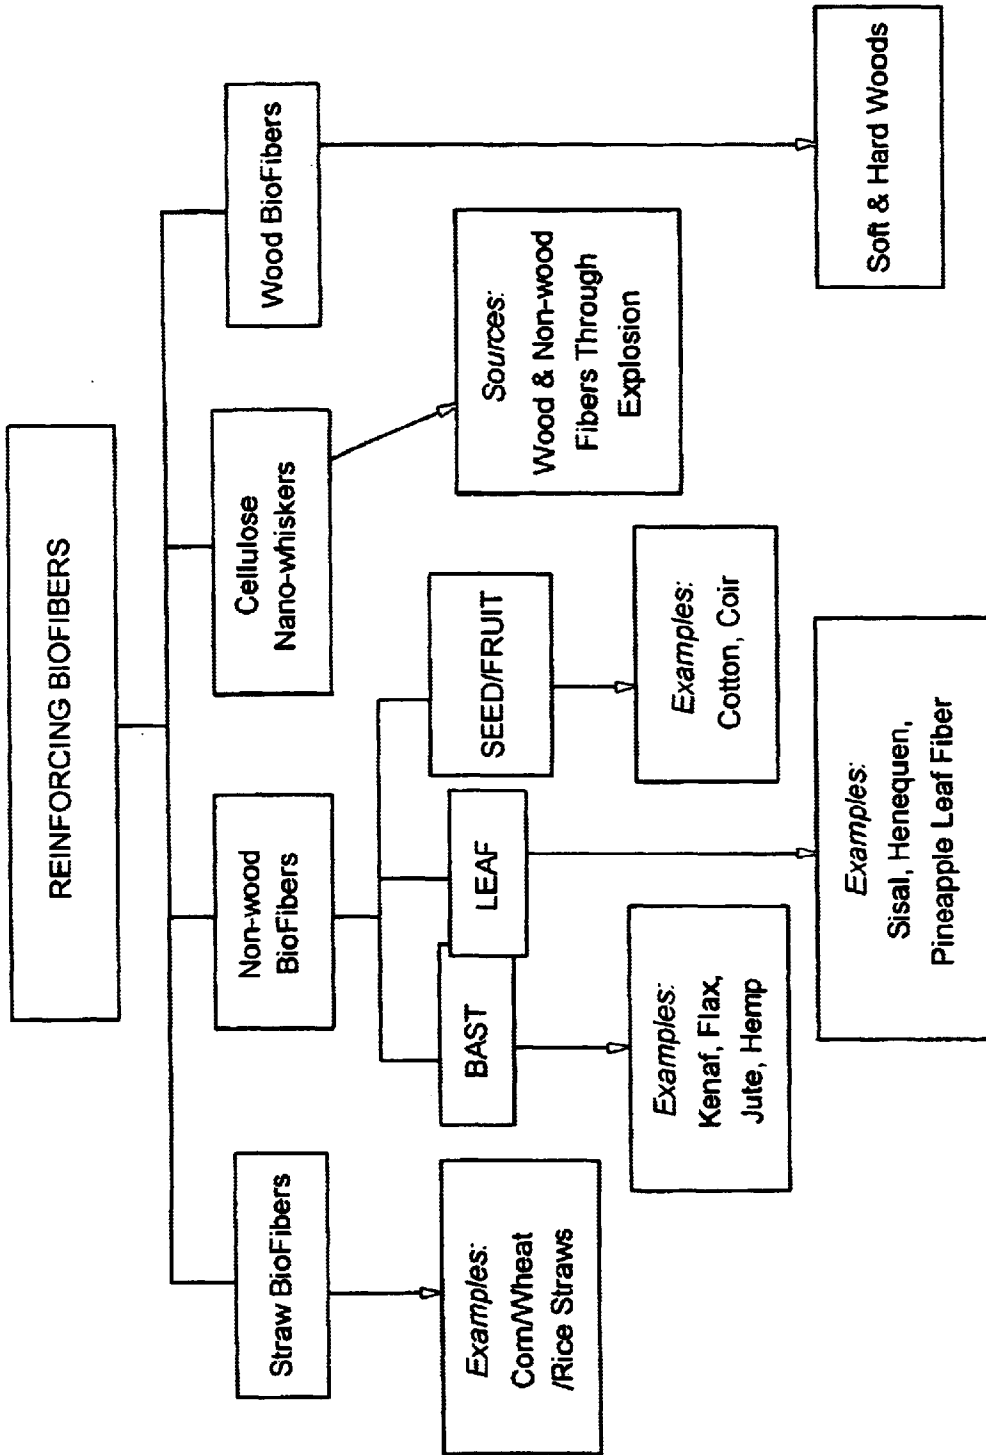 REINFORCING BIOFIBERS
Straw BioFibers
Non-wood
BioFibers
Cellulose
Nano-whiskers
Wood BioFibers
BAST
LEAF
SEED/FRUIT
Examples:
Corn/Wheat
/Rice Straws
Examples:
Kenaf, Flax,
Jute, Hemp
Examples:
Sisal, Henequen,
Pineapple Leaf Fiber
Examples:
Cotton, Coir
Sources:
Wood & Non-wood
Fibers Through
Explosion
Soft & Hard Woods